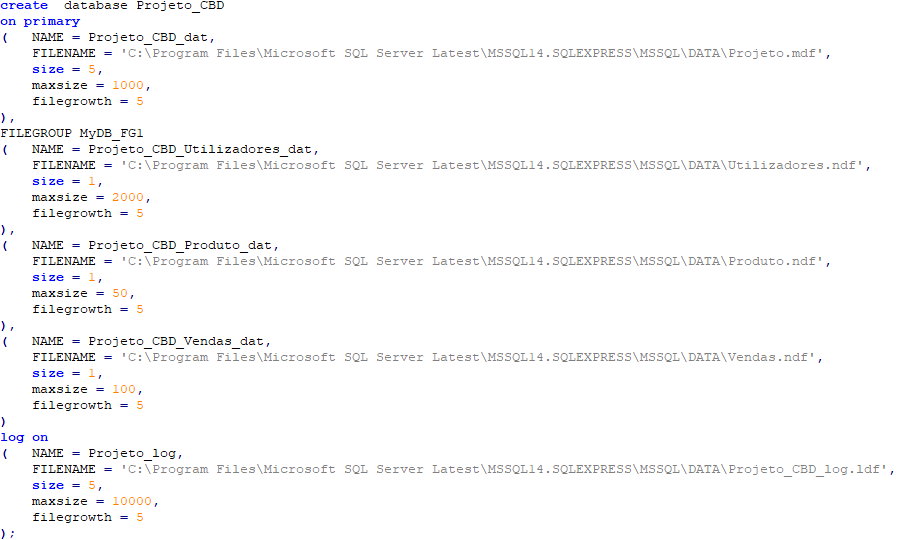 create  database Projeto_CBD
on primary
(   NAME = Projeto_CBD_dat,
    FILENAME = 'C:\Program Files\Microsoft SQL Server Latest\MSSQL14.SQLEXPRESS\MSSQL\DATA\Projeto.mdf',
    size = 5,
    maxsize = 1000,
    filegrowth = 5
),
FILEGROUP MyDB_FG1
(   NAME = Projeto_CBD_Utilizadores_dat,
    FILENAME = 'C:\Program Files\Microsoft SQL Server Latest\MSSQL14.SQLEXPRESS\MSSQL\DATA\Utilizadores.ndf',
    size = 1,
    maxsize = 2000,
    filegrowth = 5
),
(   NAME = Projeto_CBD_Produto_dat,
    FILENAME = 'C:\Program Files\Microsoft SQL Server Latest\MSSQL14.SQLEXPRESS\MSSQL\DATA\Produto.ndf',
    size = 1,
    maxsize = 50,
    filegrowth = 5
),
(   NAME = Projeto_CBD_Vendas_dat,
    FILENAME = 'C:\Program Files\Microsoft SQL Server Latest\MSSQL14.SQLEXPRESS\MSSQL\DATA\Vendas.ndf',
    size = 1,
    maxsize = 100,
    filegrowth = 5
)
log on
(   NAME = Projeto_log,
    FILENAME = 'C:\Program Files\Microsoft SQL Server Latest\MSSQL14.SQLEXPRESS\MSSQL\DATA\Projeto_CBD_log.ldf',
    size = 5,
    maxsize = 10000,
    filegrowth = 5
);